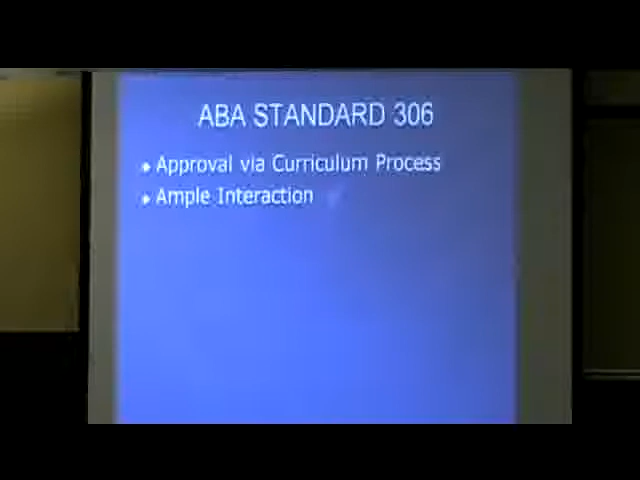 ABA STANDARD 306
Approval via Curriculum Process
Ample Interaction